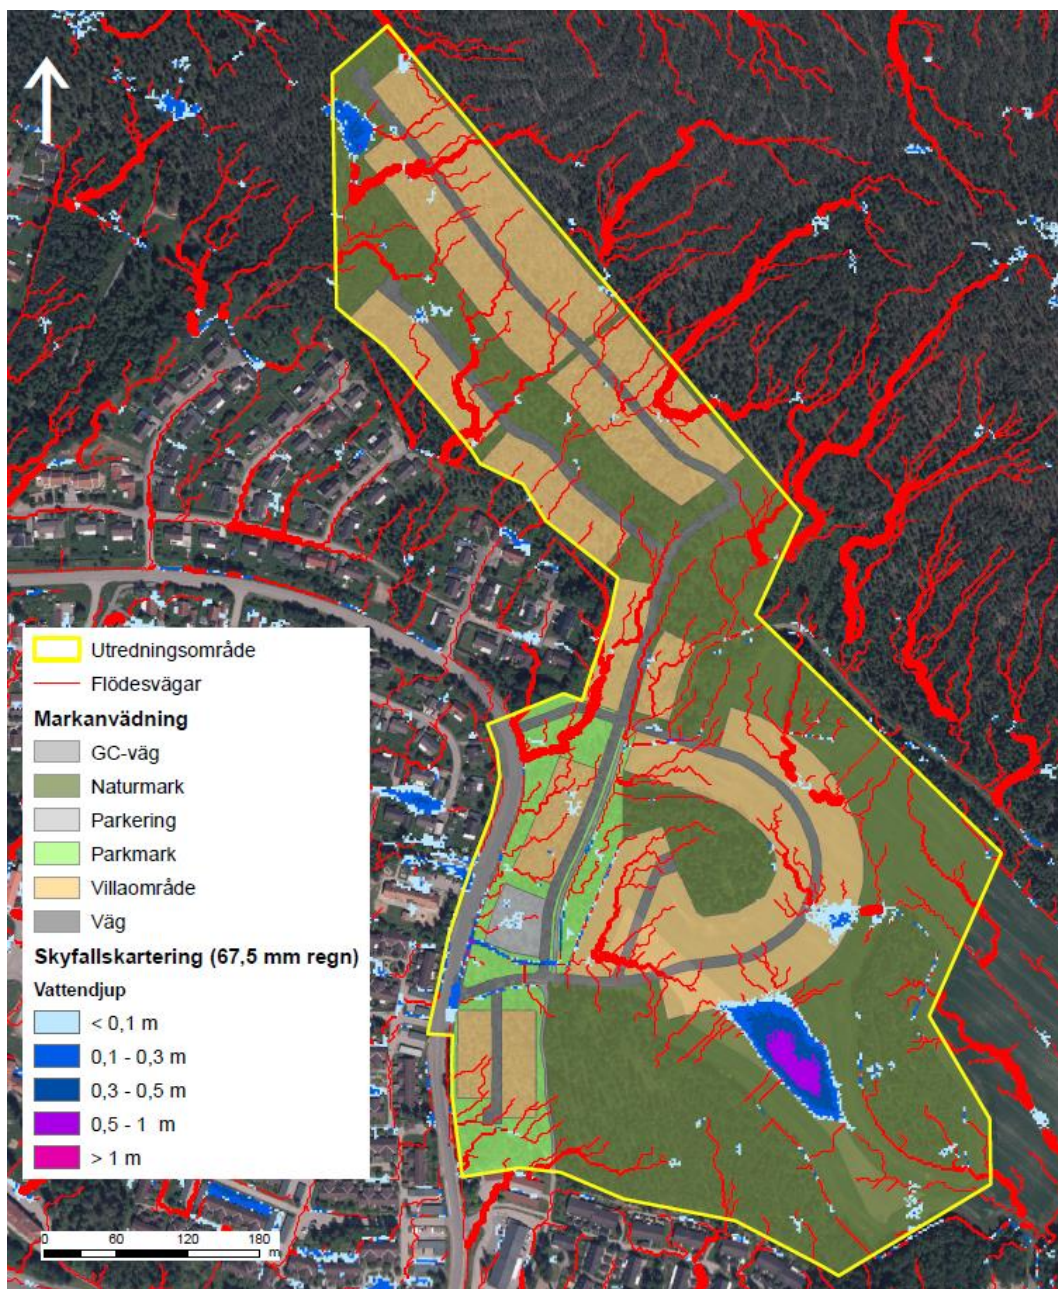 Utredningsområde
Flödesvägar
Markanvädning
GC-väg
Naturmark
Parkering
Parkmark
Villaområde
Väg
Skyfallskartering (67,5 mm regn)
Vattendjup
< 0,1 m
0,1 - 0,3 m
0,3 - 0,5 m
0,5 - 1 m
> 1 m
0 60 120 180
m